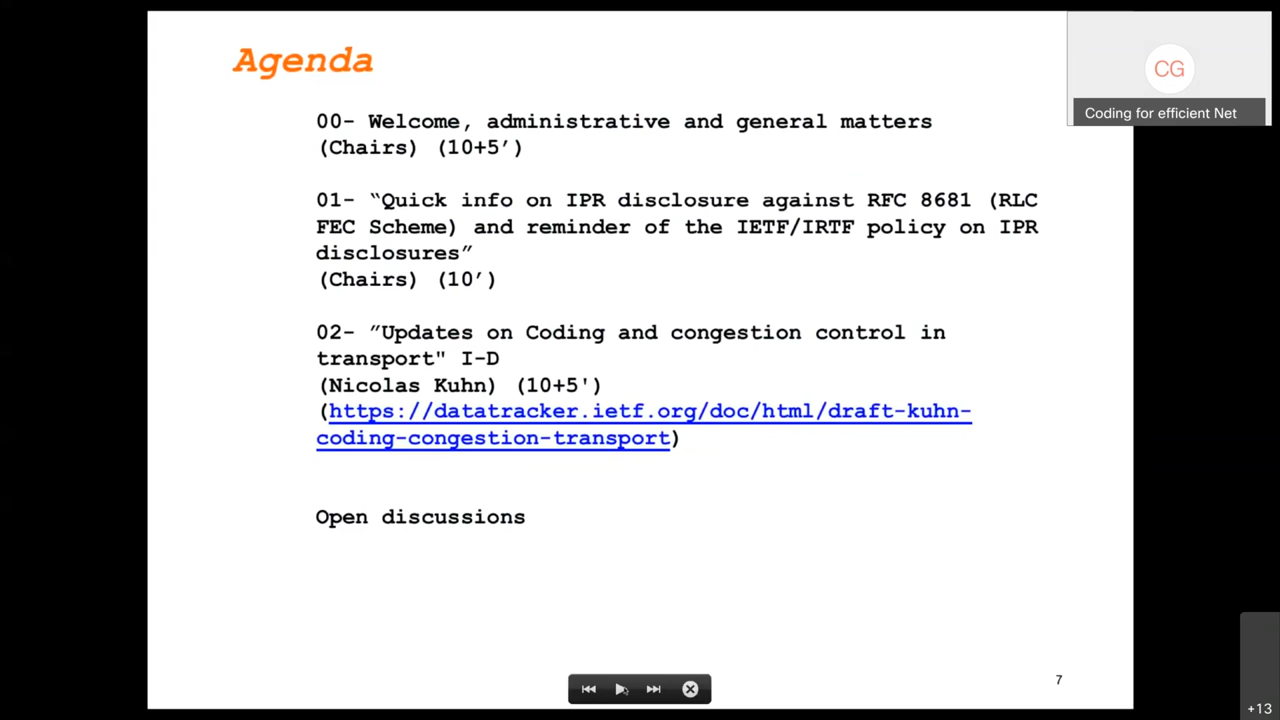 Agenda
CG
Coding for efficient Net
00- Welcome, administrative and general matters
(Chairs) (10+5’)
01- “Quick info on IPR disclosure against RFC 8681 (RLC
FEC Scheme) and reminder of the IETF/IRTF policy on IPR
disclosures”
(Chairs) (10’)
02- ”Updates on Coding and congestion control in
transport" I-D
(Nicolas Kuhn) (10+5')
(https://datatracker.ietf.org/doc/html/draft-kuhn-
coding-congestion-transport)
Open discussions
7
+13